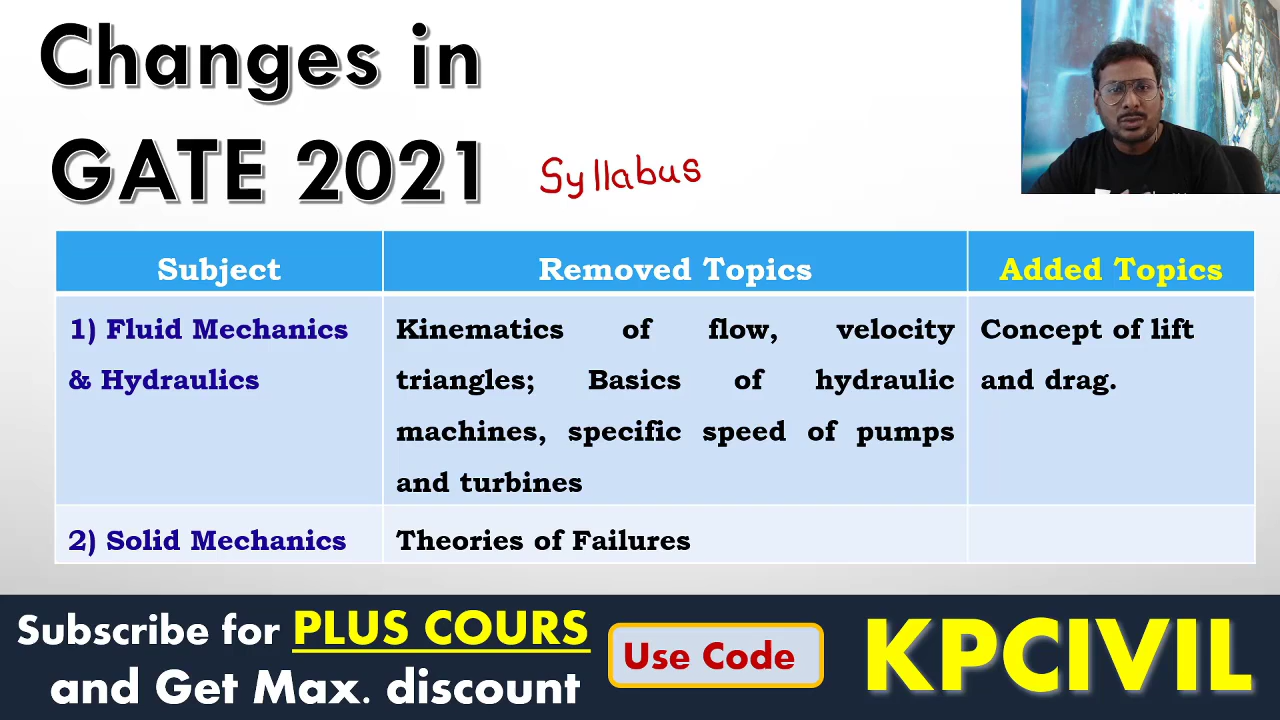 Changes in
GATE 2021
Syllabus
Subject
Removed Topics
Added Topics
1) Fluid Mechanics
& Hydraulics
Kinematics of flow, velocity
triangles; Basics of hydraulic
machines, specific speed of pumps
and turbines
Concept of lift
and drag.
2) Solid Mechanics
Theories of Failures
Subscribe for PLUS COURS
and Get Max. discount
Use Code
KPCIVIL